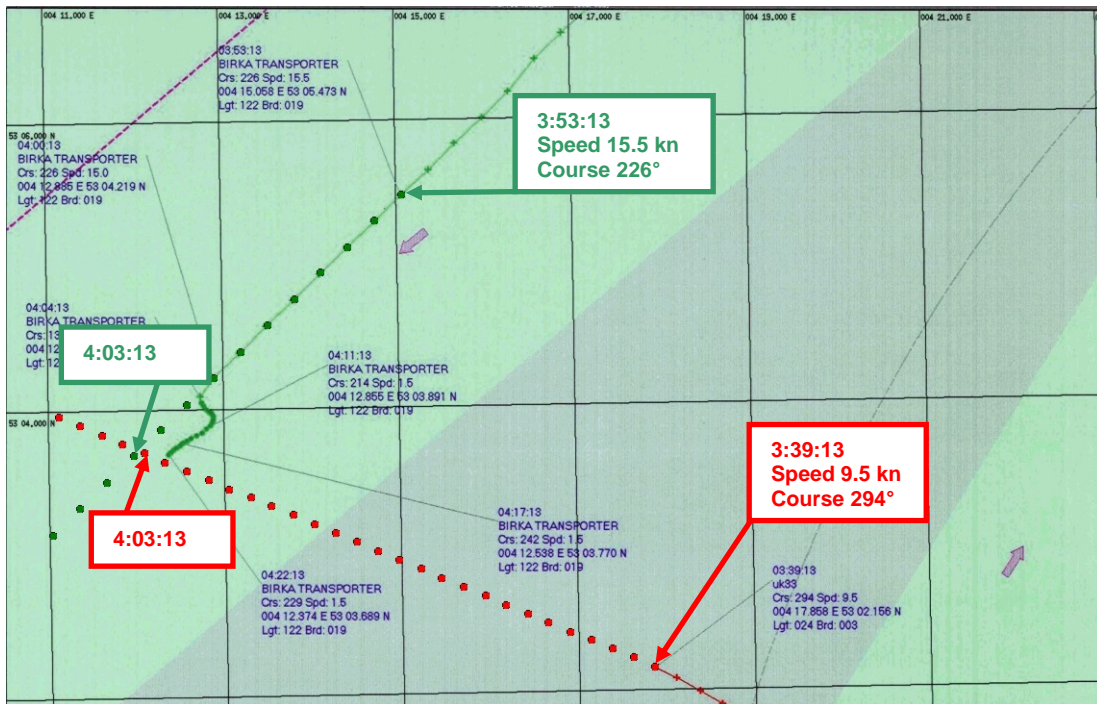 004 11,000 E
004 13,000 E
004 15,000 E
004 17,000 E
004 19,000 E
004 21,000 E
03:53:13
BIRKA TRANSPORTER
Crs: 226 Spd: 15.5
004 15.058 E 53 05.473 N
Lgt: 122 Brd: 019
3:53:13
Speed 15.5 kn
Course 226°
53 06,000 N
04:00:13
BIRKA TRANSPORTER
Crs: 226 Spd: 15.0
004 12.885 E 53 04.219 N
Lgt: 122 Brd: 019
04:04:13
BIRKA TRANSPORTER
Crs: 13
004 12
4:03:13
04:11:13
BIRKA TRANSPORTER
Crs: 214 Spd: 1.5
004 12.855 E 53 03.891 N
Lgt: 122 Brd: 019
53 04,000 N
3:39:13
Speed 9.5 kn
Course 294°
4:03:13
04:17:13
BIRKA TRANSPORTER
Crs: 242 Spd: 1.5
004 12.538 E 53 03.770 N
Lgt: 122 Brd: 019
04:22:13
BIRKA TRANSPORTER
Crs: 229 Spd: 1.5
004 12.374 E 53 03.689 N
Lgt: 122 Brd: 019
03:39:13
uk33
Crs: 294 Spd: 9.5
004 17.858 E 53 02.156 N
Lgt: 024 Brd: 003